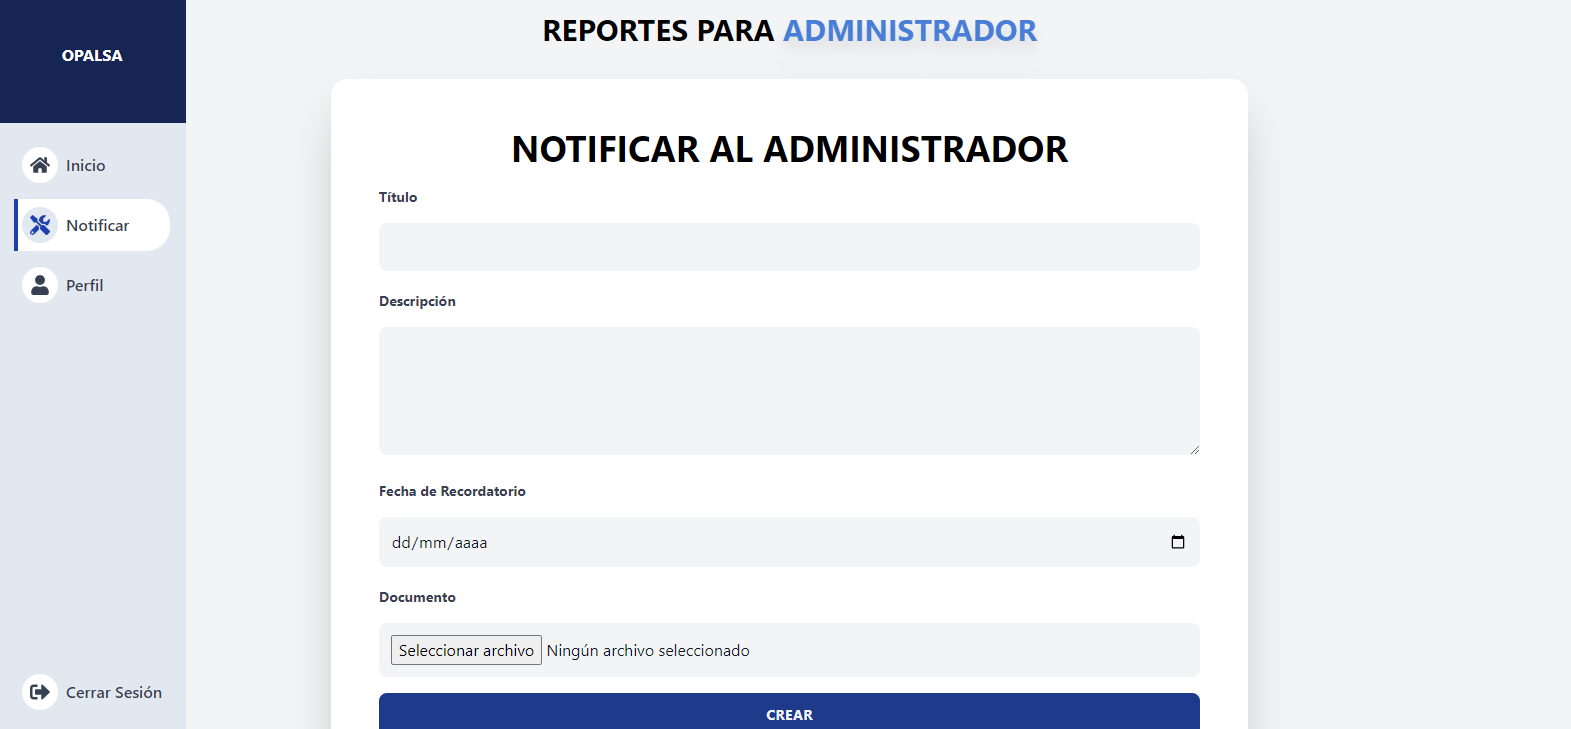 OPALSA
Inicio
Notificar
Perfil
Cerrar Sesión
REPORTES PARA ADMINISTRADOR
NOTIFICAR AL ADMINISTRADOR
Título
Descripción
Fecha de Recordatorio
dd/mm/aaaa
Documento
Seleccionar archivo Ningún archivo seleccionado
CREAR